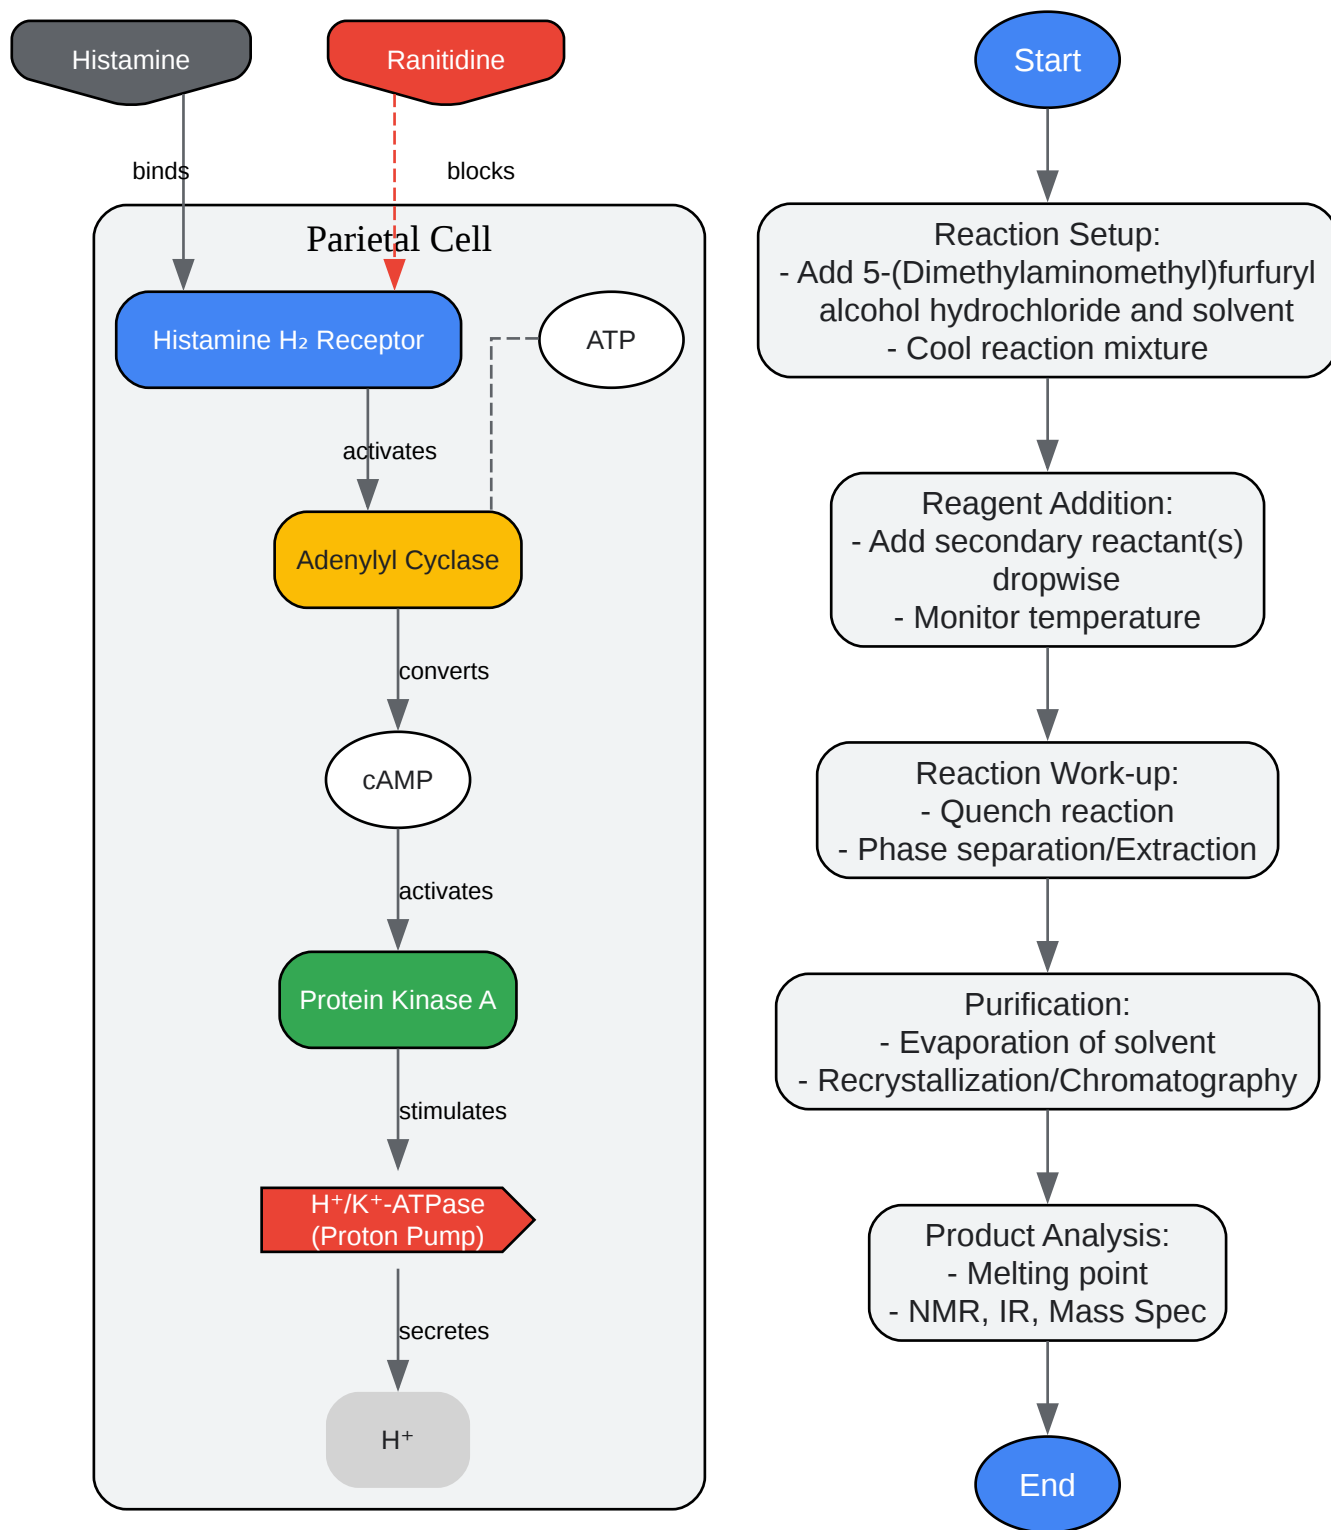 Histamine
Ranitidine
binds
blocks
Parietal Cell
Histamine H₂ Receptor
ATP
activates
Adenylyl Cyclase
converts
cAMP
activates
Protein Kinase A
stimulates
H⁺/K⁺-ATPase
(Proton Pump)
secretes
H⁺
Start
Reaction Setup:
- Add 5-(Dimethylaminomethyl)furfuryl
alcohol hydrochloride and solvent
- Cool reaction mixture
Reagent Addition:
- Add secondary reactant(s)
dropwise
- Monitor temperature
Reaction Work-up:
- Quench reaction
- Phase separation/Extraction
Purification:
- Evaporation of solvent
- Recrystallization/Chromatography
Product Analysis:
- Melting point
- NMR, IR, Mass Spec
End